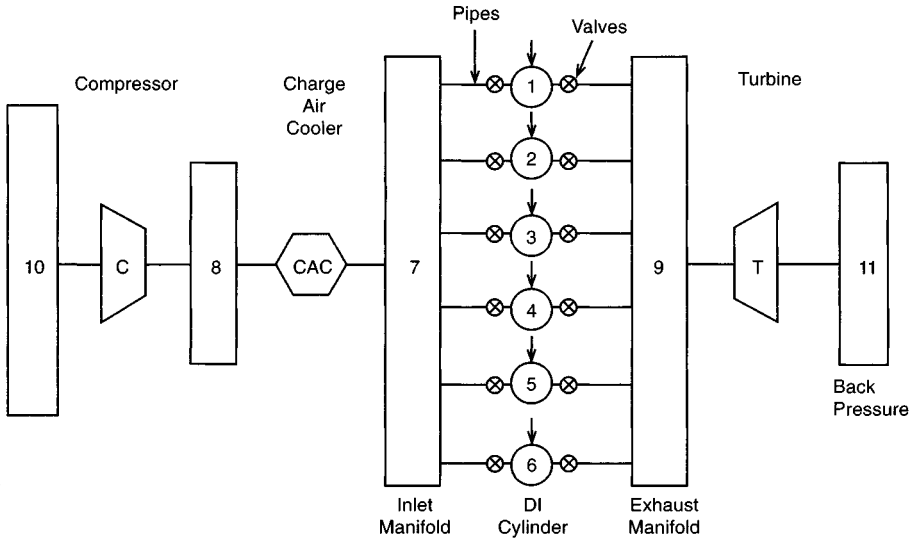 Pipes
Valves
Compressor
Charge
Air
Cooler
Turbine
1
2
3
4
5
6
10
C
8
CAC
7
9
T
11
Back
Pressure
Inlet
Manifold
DI
Cylinder
Exhaust
Manifold